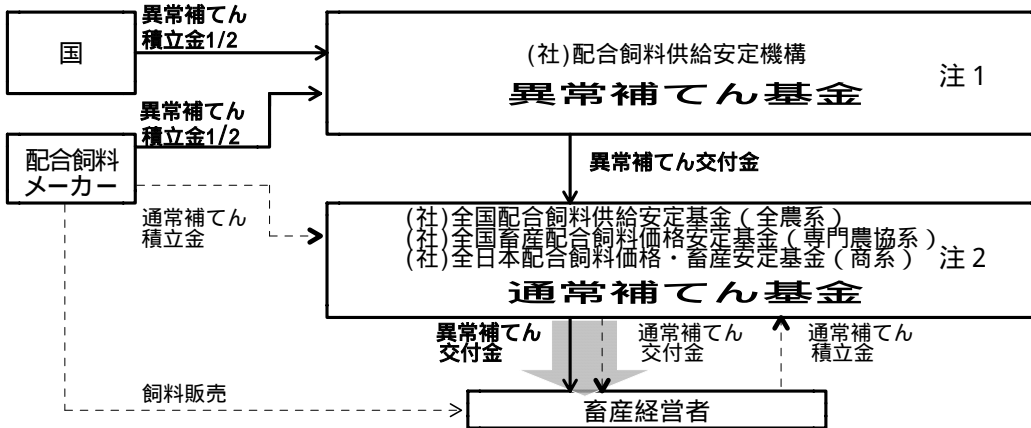 国
異常補てん
積立金1/2
(社)配合飼料供給安定機構
異常補てん基金
注1
異常補てん
積立金1/2
配合飼料
メーカー
異常補てん交付金
通常補てん
積立金
(社)全国配合飼料供給安定基金(全農系)
(社)全国畜産配合飼料価格安定基金(専門農協系)
(社)全日本配合飼料価格・畜産安定基金(商系)
注2
通常補てん基金
異常補てん
交付金
通常補てん
交付金
通常補てん
積立金
飼料販売
畜産経営者